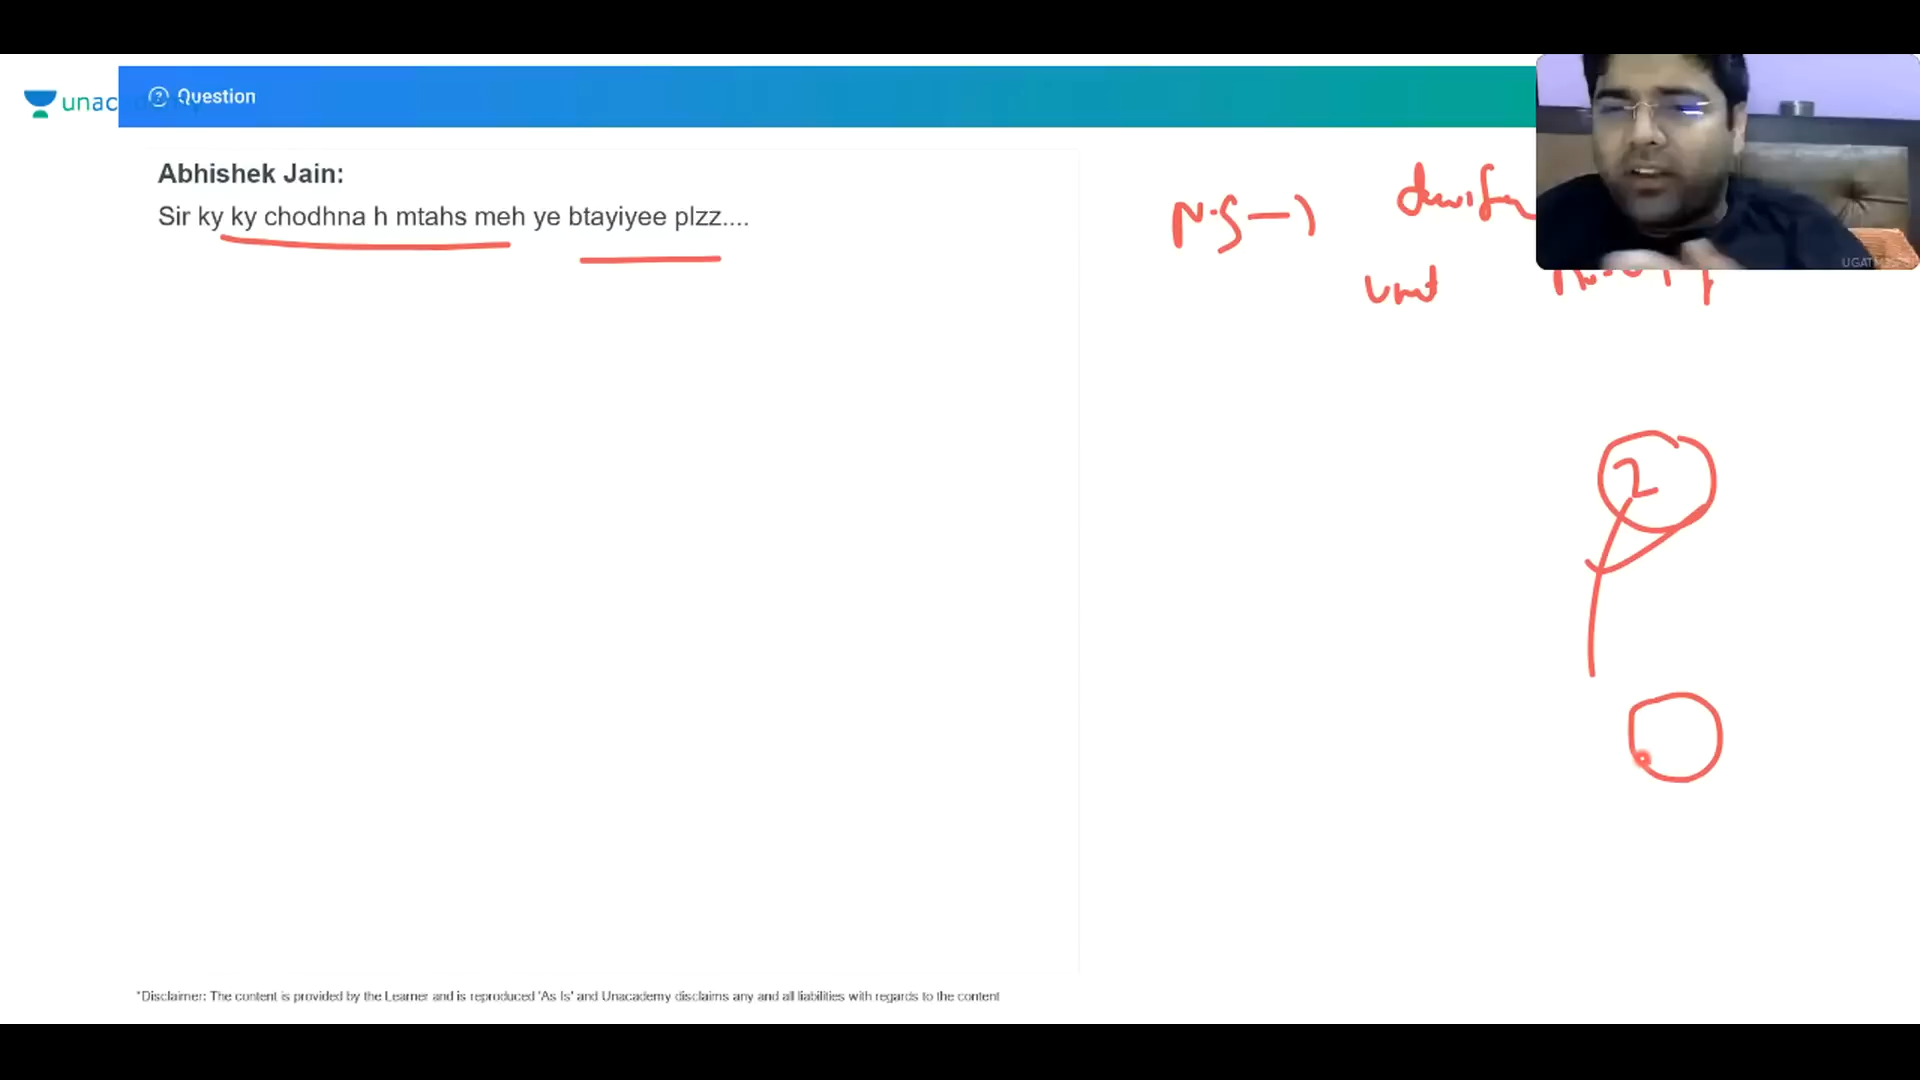 unacademy
Question
Abhishek Jain:
Sir ky ky chodhna h mtahs meh ye btayiyee plzz....
N.S →
unit
2
*Disclaimer: The content is provided by the Learner and is reproduced 'As Is' and Unacademy disclaims any and all liabilities with regards to the content